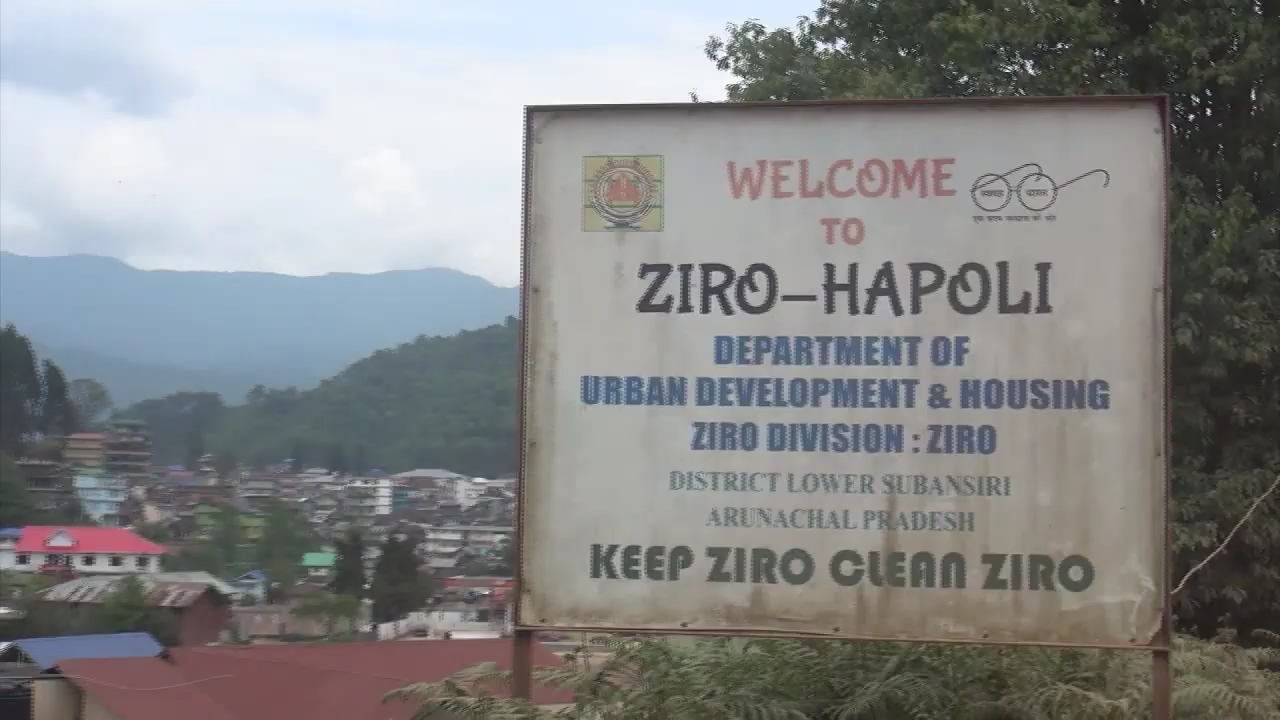 WELCOME
TO
ZIRO-HAPOLI
DEPARTMENT OF
URBAN DEVELOPMENT & HOUSING
ZIRO DIVISION : ZIRO
DISTRICT LOWER SUBANSIRI
ARUNACHAL PRADESH
KEEP ZIRO CLEAN ZIRO